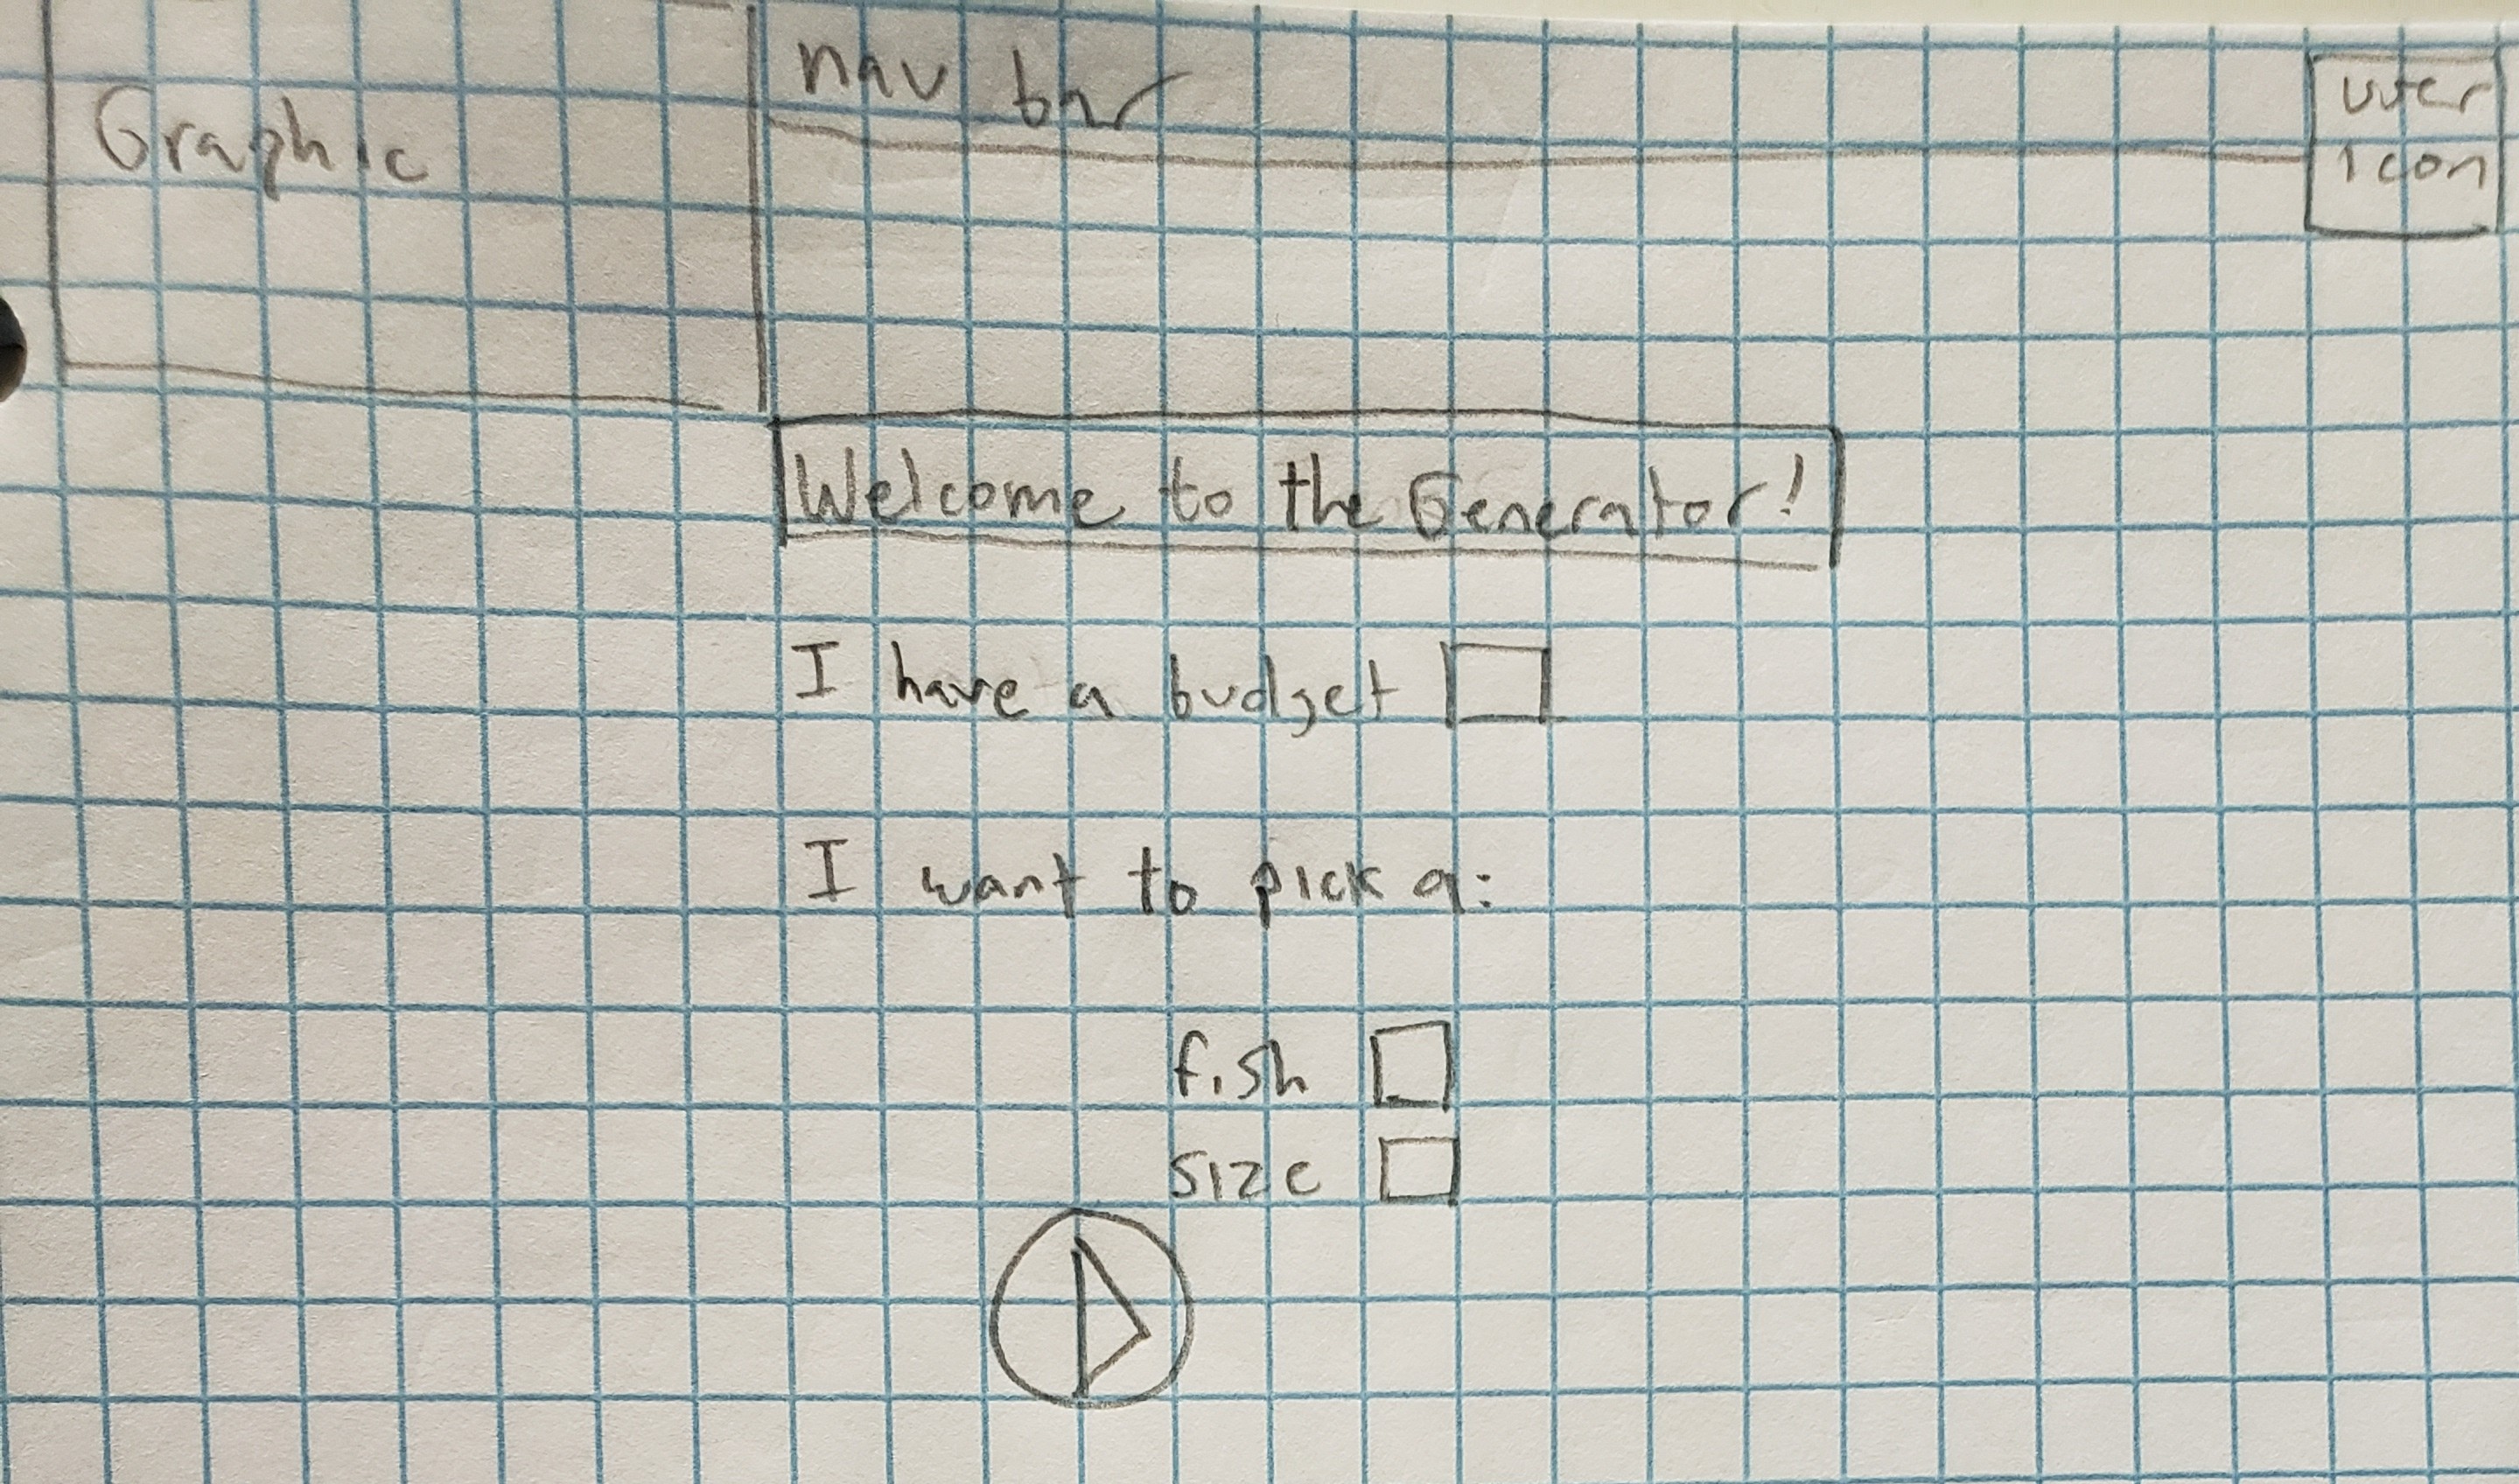 Graphic
nav bar
user
icon
Welcome to the Generator!
I have a budget
I want to pick a:
fish
size